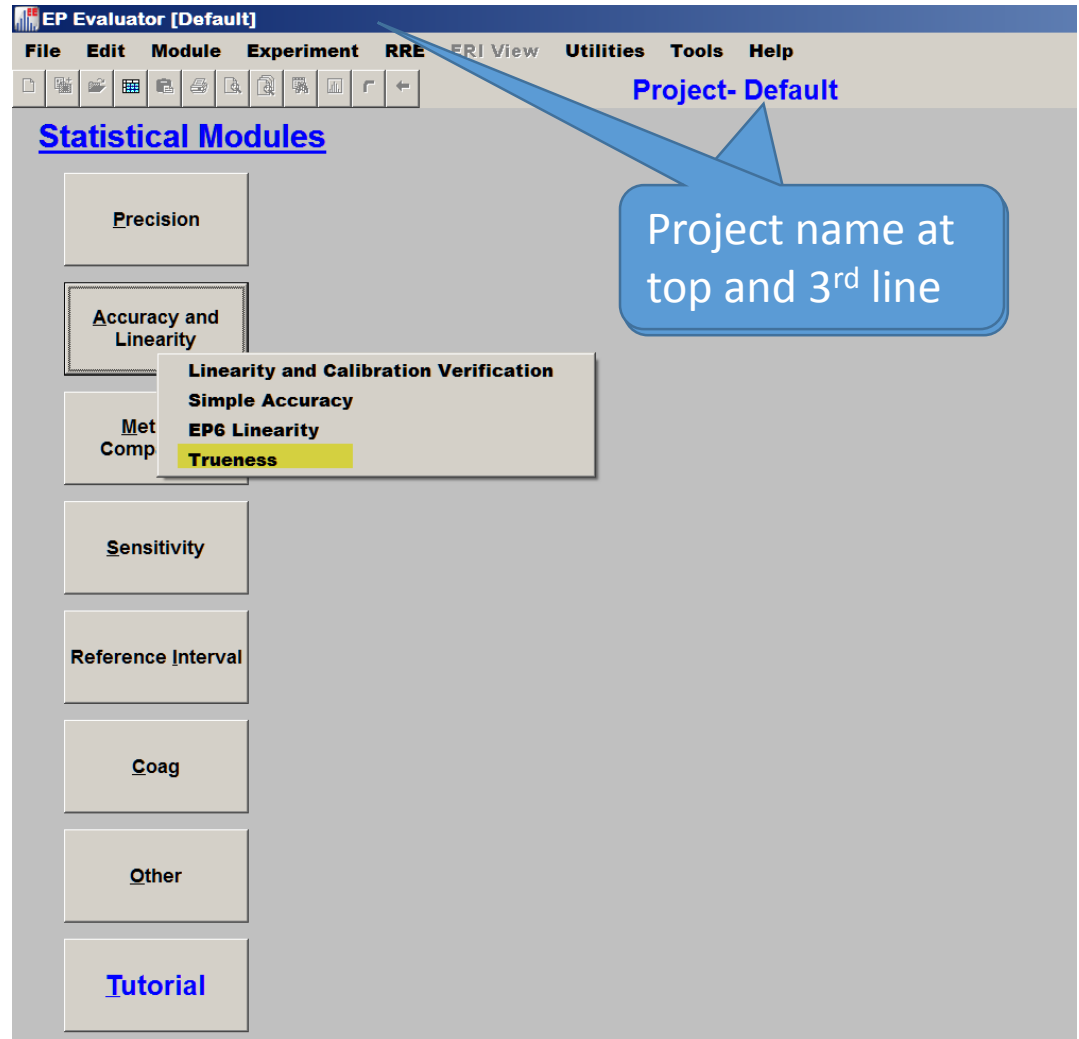 EP Evaluator [Default]
File Edit Module Experiment RRE ERI View Utilities Tools Help
Project- Default
Statistical Modules
Precision
Project name at
top and 3rd line
Accuracy and
Linearity
Linearity and Calibration Verification
Simple Accuracy
EP6 Linearity
Trueness
Met
Comp
Sensitivity
Reference Interval
Coag
Other
Tutorial